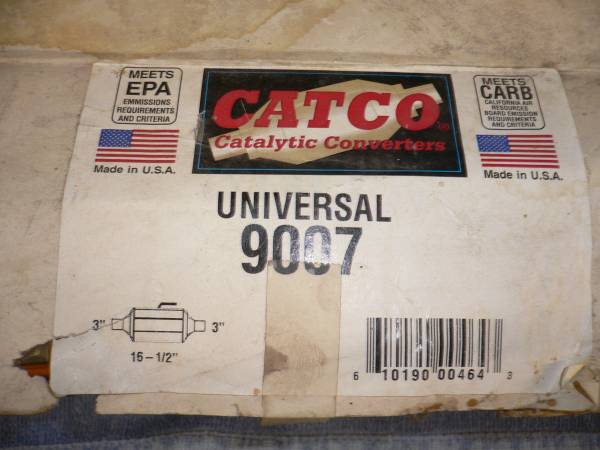 MEETS
EPA
EMMISSIONS
REQUIREMENTS
AND CRITERIA
Made in U.S.A.
CATCO®
Catalytic Converters
MEETS
CARB
CALIFORNIA AIR
RESOURCES
BOARD EMISSION
REQUIREMENTS
AND CRITERIA
Made in U.S.A.
UNIVERSAL
9007
3" 3"
16-1/2"
6 10190 00464 3